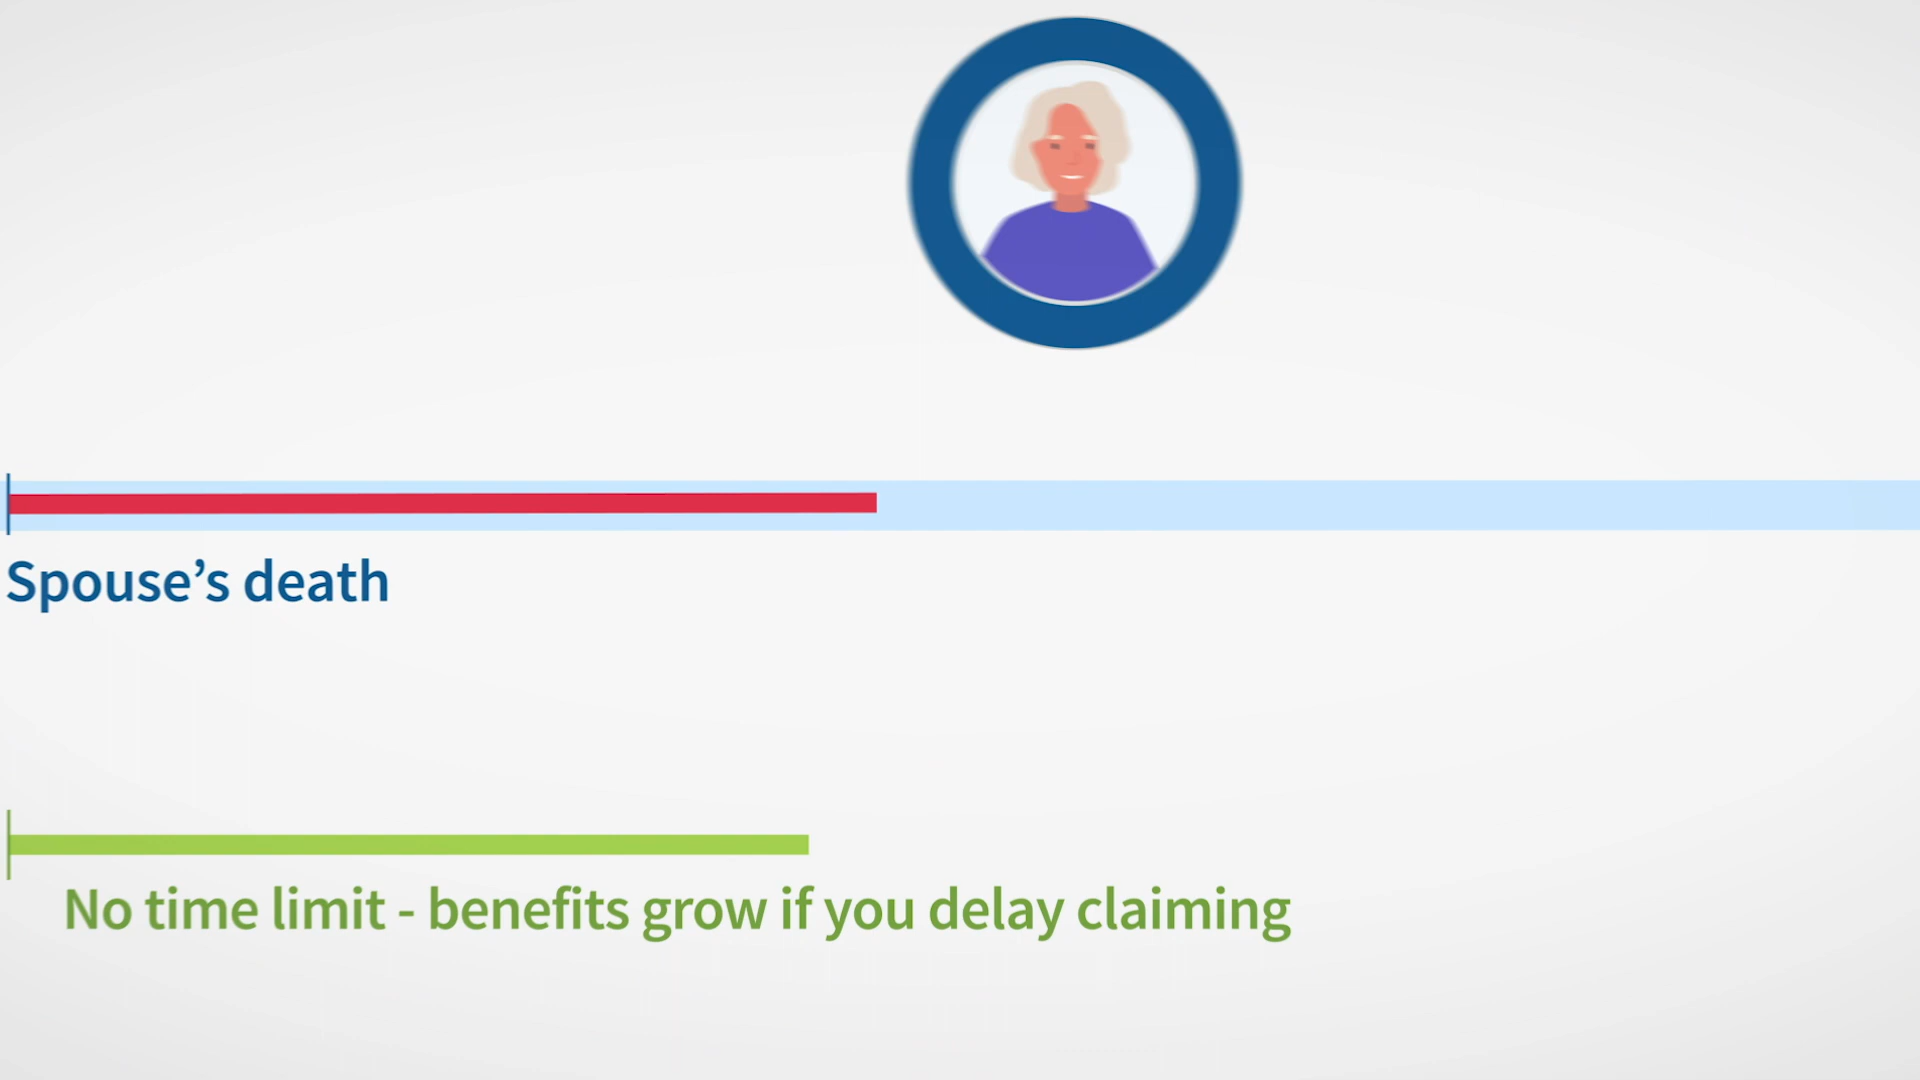 Spouse’s death
No time limit - benefits grow if you delay claiming